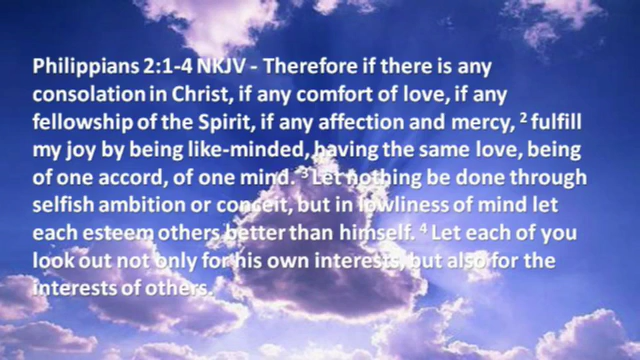 Philippians 2:1-4 NKJV - Therefore if there is any
consolation in Christ, if any comfort of love, if any
fellowship of the Spirit, if any affection and mercy, ² fulfill
my joy by being like-minded, having the same love, being
of one accord, of one mind. ³ Let nothing be done through
selfish ambition or conceit, but in lowliness of mind let
each esteem others better than himself. ⁴ Let each of you
look out not only for his own interests, but also for the
interests of others.